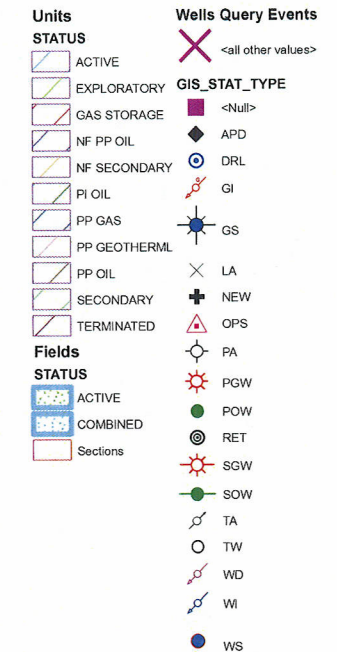 Units
STATUS
ACTIVE
EXPLORATORY
GAS STORAGE
NF PP OIL
NF SECONDARY
PI OIL
PP GAS
PP GEOTHERML
PP OIL
SECONDARY
TERMINATED
Fields
STATUS
ACTIVE
COMBINED
Sections
Wells Query Events
<all other values>
GIS_STAT_TYPE
<Null>
APD
DRL
GI
GS
LA
NEW
OPS
PA
PGW
POW
RET
SGW
SOW
TA
TW
WD
WI
WS